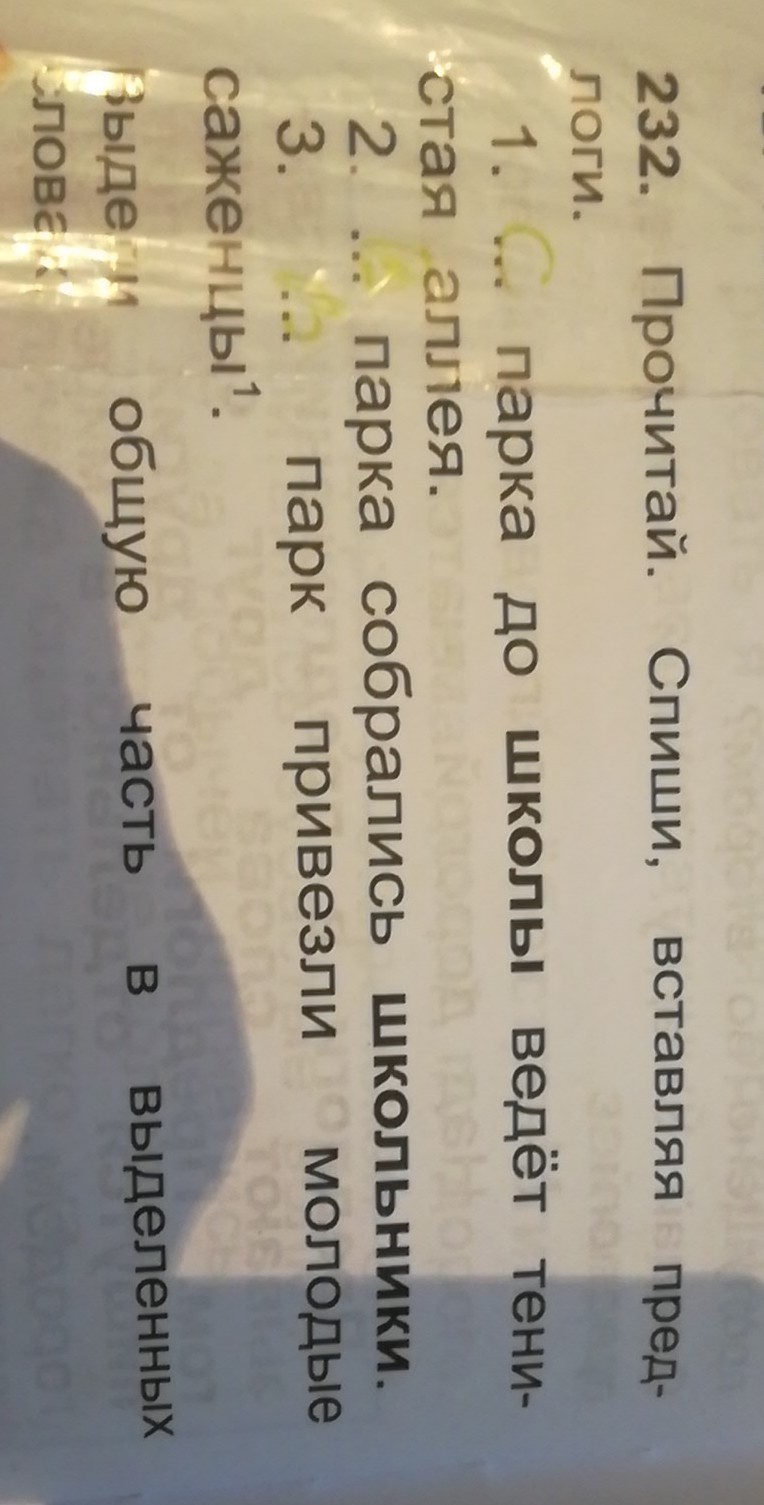 232. Прочитай. Спиши, вставляя пред-
логи.
1. С ... парка до школы ведёт тени-
стая аллея.
2. ... парка собрались школьники.
3. ... парк привезли молодые
саженцы¹.
Выдели общую часть в выделенных
словах.